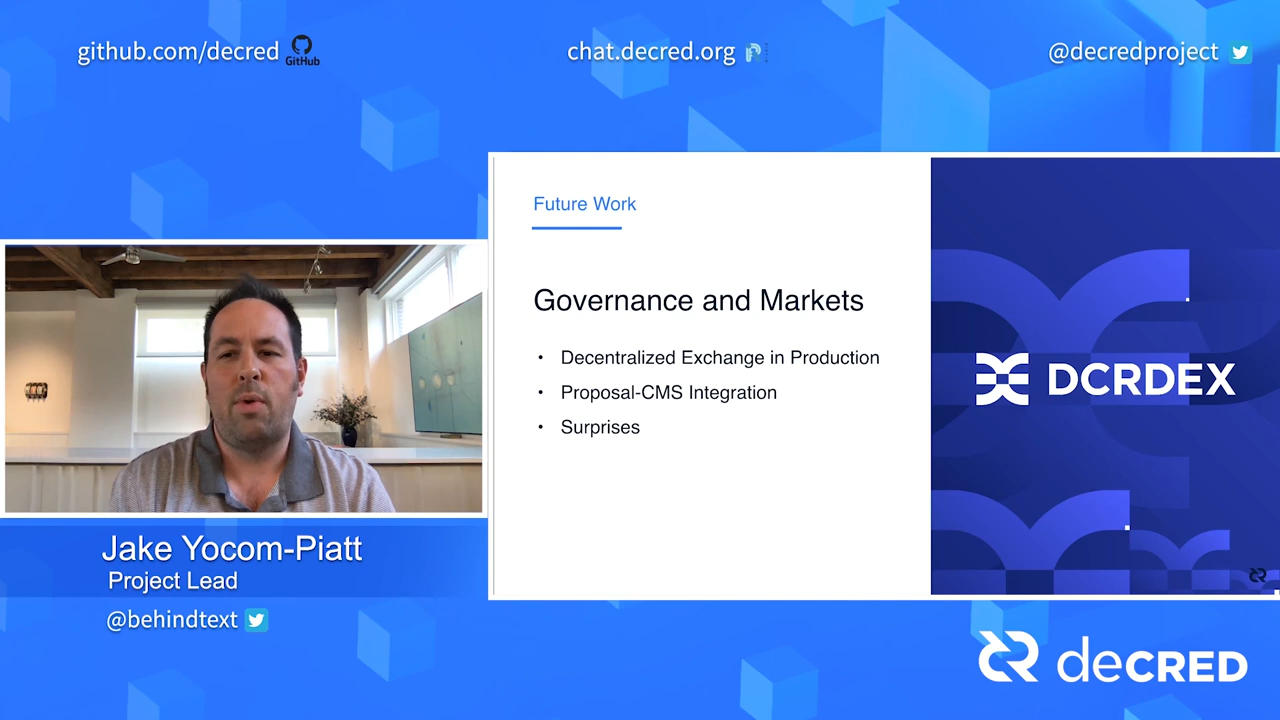 github.com/decred
GitHub
chat.decred.org
@decredproject
Future Work
Governance and Markets
• Decentralized Exchange in Production
• Proposal-CMS Integration
• Surprises
DCRDEX
Jake Yocom-Piatt
Project Lead
@behindtext
deCRED